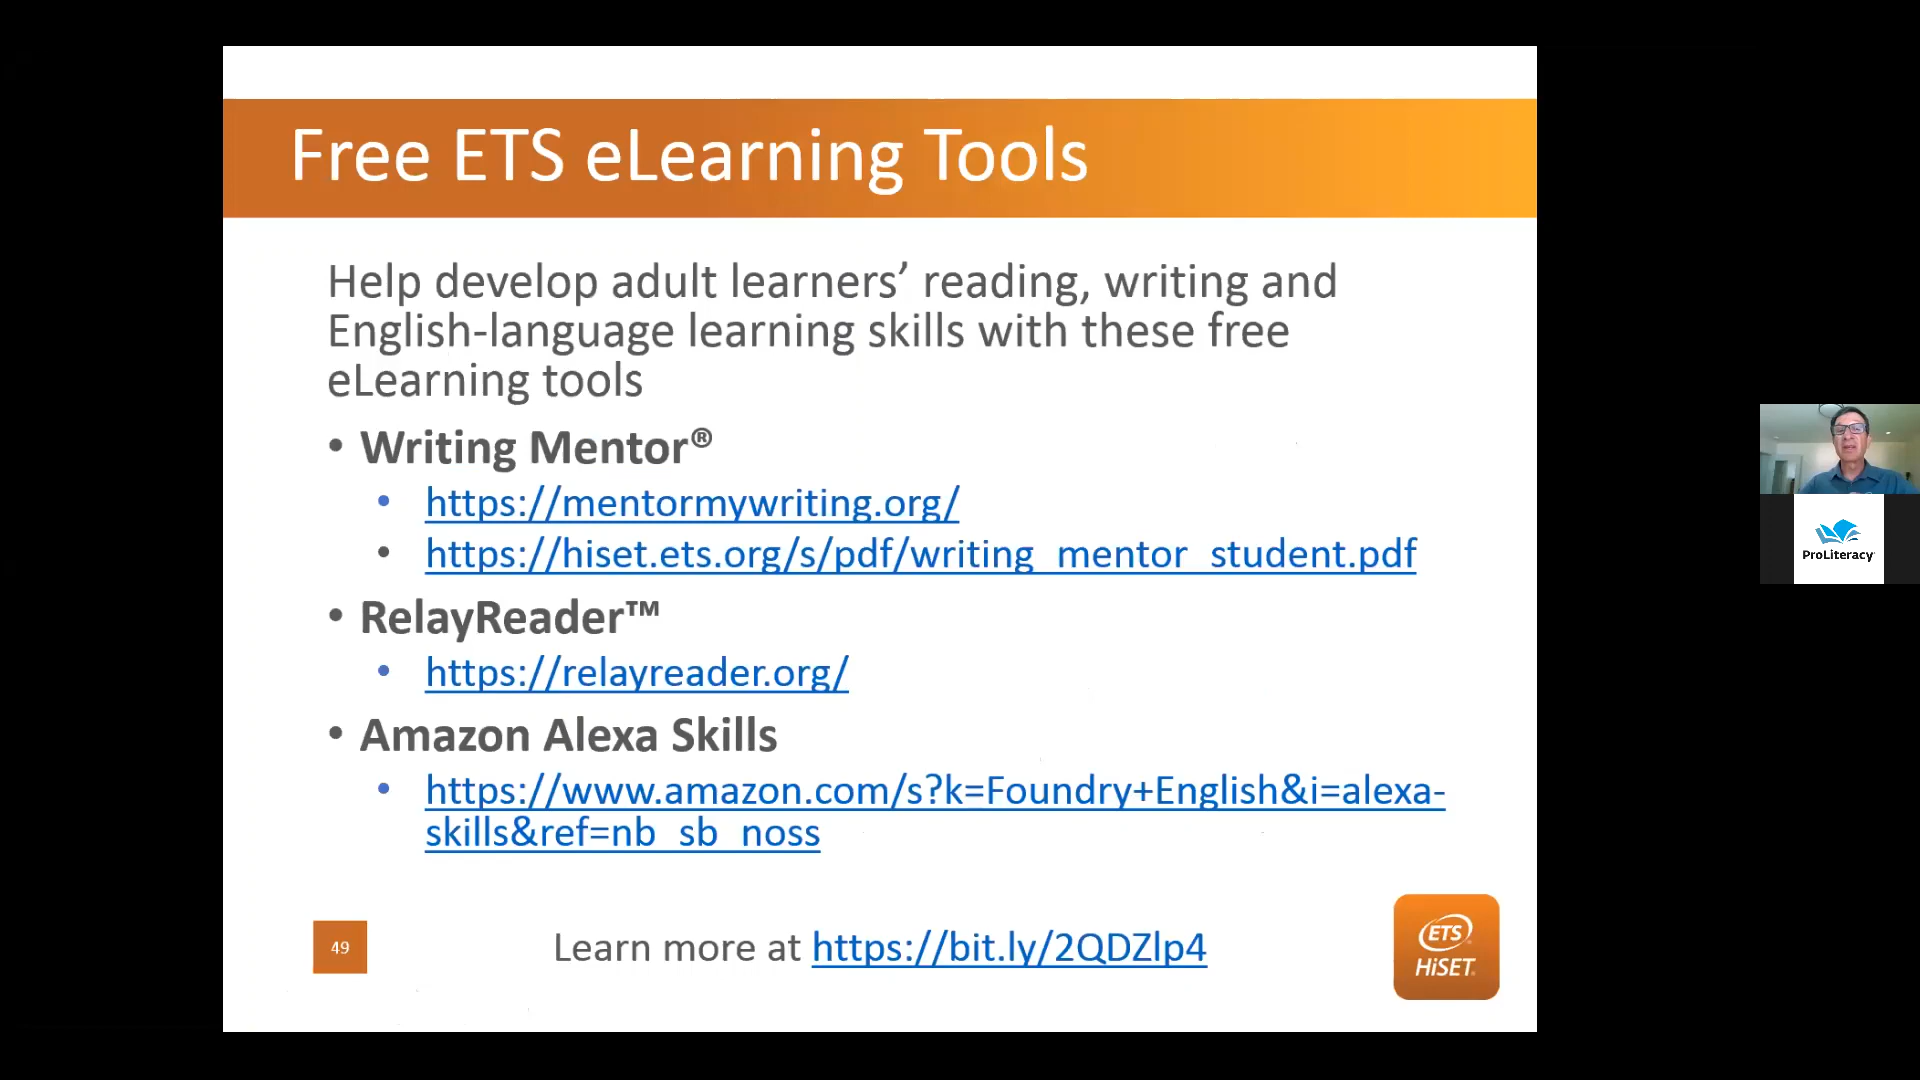 Free ETS eLearning Tools
Help develop adult learners’ reading, writing and
English-language learning skills with these free
eLearning tools
• Writing Mentor®
• https://mentormywriting.org/
• https://hiset.ets.org/s/pdf/writing_mentor_student.pdf
• RelayReader™
• https://relayreader.org/
• Amazon Alexa Skills
• https://www.amazon.com/s?k=Foundry+English&i=alexa-
skills&ref=nb_sb_noss
49
Learn more at https://bit.ly/2QDZlp4
ETS
HiSET®
ProLiteracy